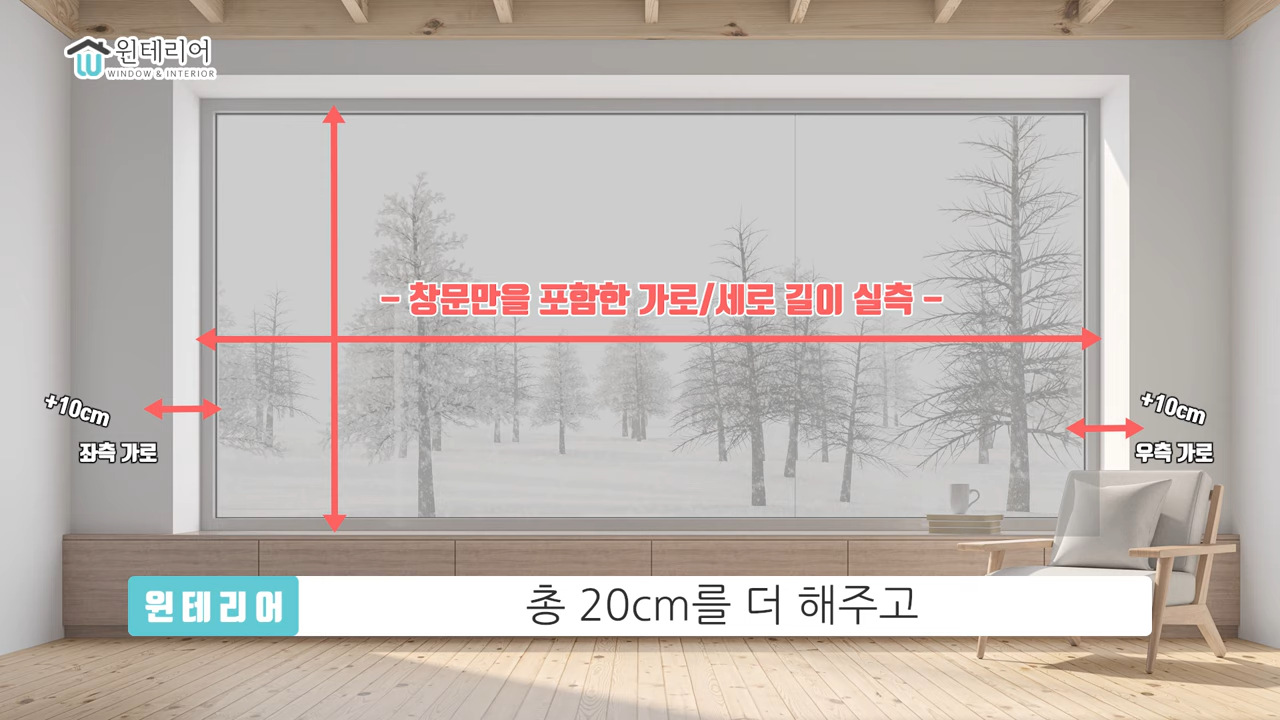 윈테리어
WINDOW & INTERIOR
- 창문만을 포함한 가로/세로 길이 실측 -
+10cm
좌측 가로
+10cm
우측 가로
윈테리어
총 20cm를 더 해주고